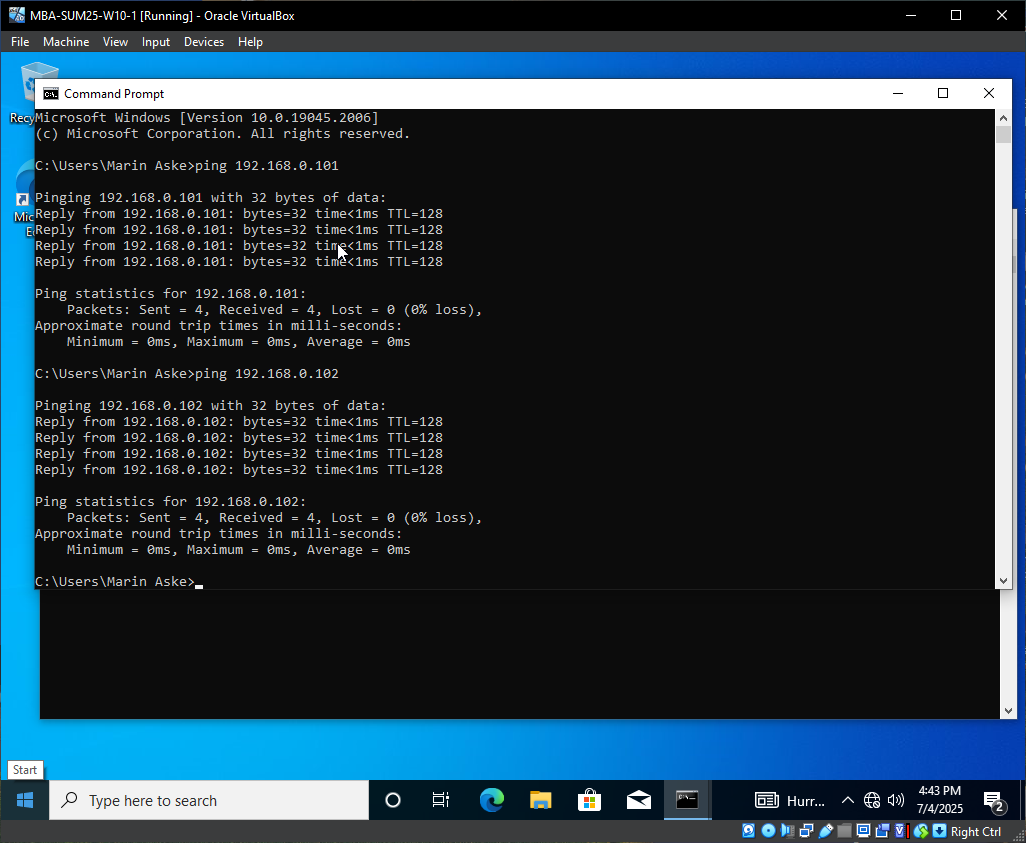 MBA-SUM25-W10-1 [Running] - Oracle VirtualBox
File Machine View Input Devices Help
Command Prompt
Recy
Mic
E
Microsoft Windows [Version 10.0.19045.2006]
(c) Microsoft Corporation. All rights reserved.
C:\Users\Marin Aske>ping 192.168.0.101
Pinging 192.168.0.101 with 32 bytes of data:
Reply from 192.168.0.101: bytes=32 time<1ms TTL=128
Reply from 192.168.0.101: bytes=32 time<1ms TTL=128
Reply from 192.168.0.101: bytes=32 time<1ms TTL=128
Reply from 192.168.0.101: bytes=32 time<1ms TTL=128
Ping statistics for 192.168.0.101:
Packets: Sent = 4, Received = 4, Lost = 0 (0% loss),
Approximate round trip times in milli-seconds:
Minimum = 0ms, Maximum = 0ms, Average = 0ms
C:\Users\Marin Aske>ping 192.168.0.102
Pinging 192.168.0.102 with 32 bytes of data:
Reply from 192.168.0.102: bytes=32 time<1ms TTL=128
Reply from 192.168.0.102: bytes=32 time<1ms TTL=128
Reply from 192.168.0.102: bytes=32 time<1ms TTL=128
Reply from 192.168.0.102: bytes=32 time<1ms TTL=128
Ping statistics for 192.168.0.102:
Packets: Sent = 4, Received = 4, Lost = 0 (0% loss),
Approximate round trip times in milli-seconds:
Minimum = 0ms, Maximum = 0ms, Average = 0ms
C:\Users\Marin Aske>
Start
Type here to search
Hurr...
4:43 PM
7/4/2025
2
Right Ctrl